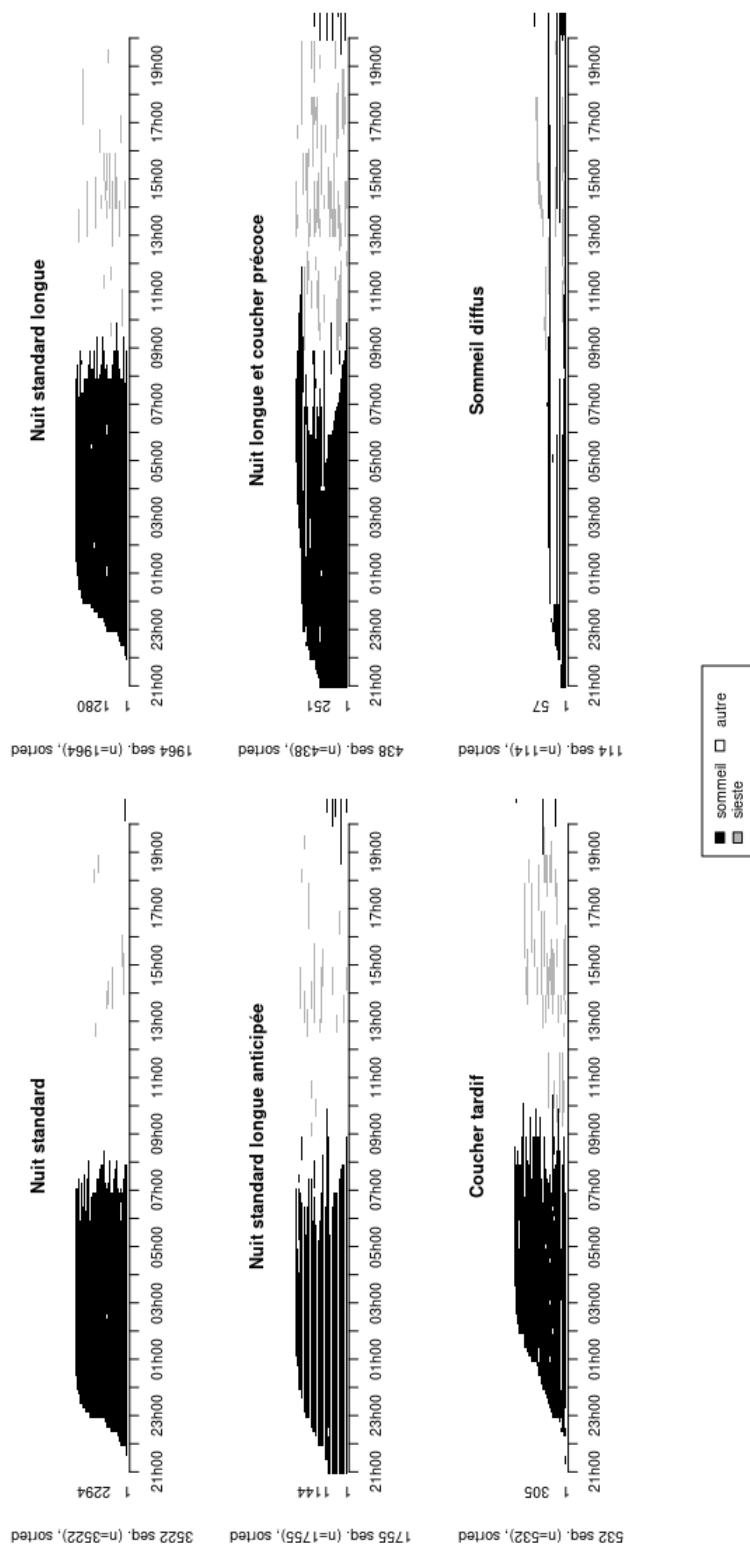 Nuit standard
3522 seq. (n=3522), sorted
1 2294
21h00 23h00 01h00 03h00 05h00 07h00 09h00 11h00 13h00 15h00 17h00 19h00
Nuit standard longue
1964 seq. (n=1964), sorted
1 1280
21h00 23h00 01h00 03h00 05h00 07h00 09h00 11h00 13h00 15h00 17h00 19h00
Nuit standard longue anticipée
1755 seq. (n=1755), sorted
1 1144
21h00 23h00 01h00 03h00 05h00 07h00 09h00 11h00 13h00 15h00 17h00 19h00
Nuit longue et coucher précoce
438 seq. (n=438), sorted
1 251
21h00 23h00 01h00 03h00 05h00 07h00 09h00 11h00 13h00 15h00 17h00 19h00
Coucher tardif
532 seq. (n=532), sorted
1 305
21h00 23h00 01h00 03h00 05h00 07h00 09h00 11h00 13h00 15h00 17h00 19h00
Sommeil diffus
114 seq. (n=114), sorted
1 57
21h00 23h00 01h00 03h00 05h00 07h00 09h00 11h00 13h00 15h00 17h00 19h00
sommeil autre
sieste